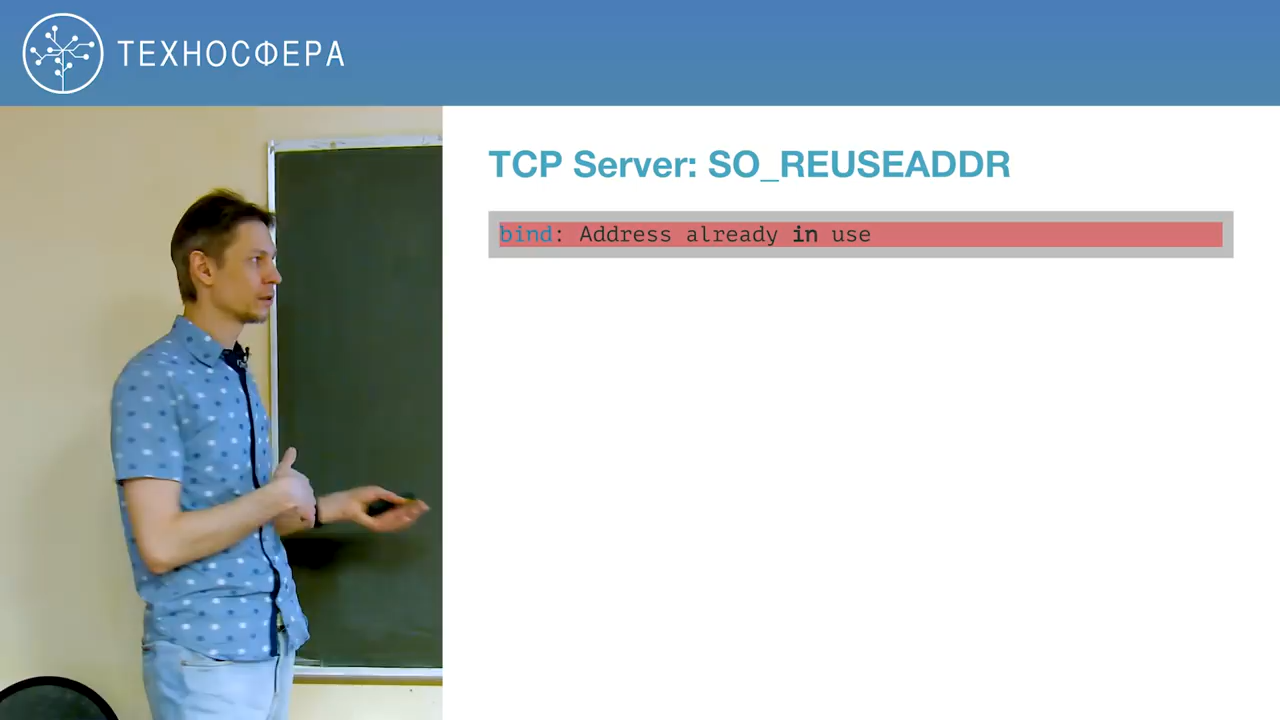 ТЕХНОСФЕРА
TCP Server: SO_REUSEADDR
bind: Address already in use